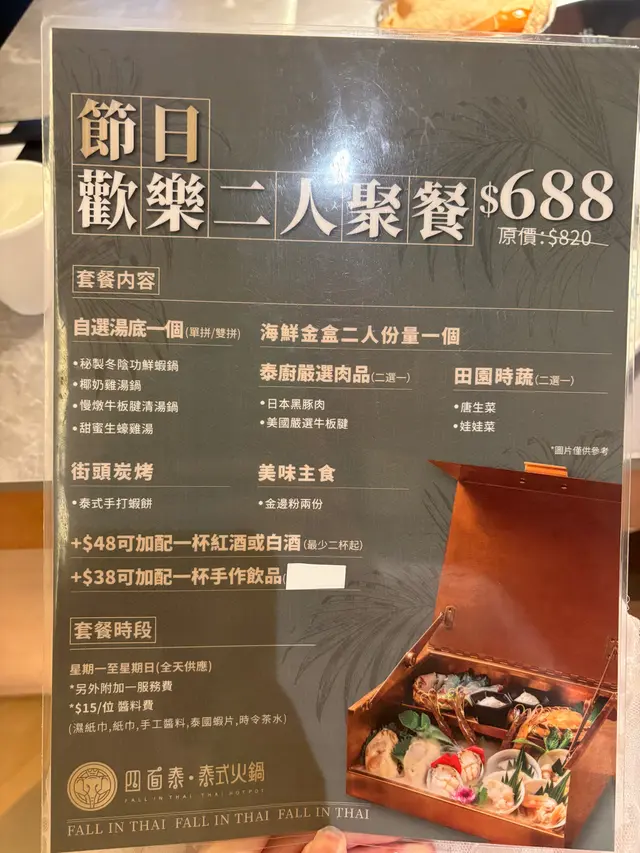 節日
歡樂二人聚餐 $688
原價:$820
套餐內容
自選湯底一個(單拼/雙拼)
•秘製冬陰功鮮蝦鍋
•椰奶雞湯鍋
•慢燉牛板腱清湯鍋
•甜蜜生蠔雞湯
海鮮金盒二人份量一個
泰廚嚴選肉品(二選一)
•日本黑豚肉
•美國嚴選牛板腱
田園時蔬(二選一)
•唐生菜
•娃娃菜
*圖片僅供參考
街頭炭烤
•泰式手打蝦餅
美味主食
•金邊粉兩份
+$48可加配一杯紅酒或白酒(最少二杯起)
+$38可加配一杯手作飲品(
套餐時段
星期一至星期日(全天供應)
*另外附加一服務費
*$15/位 醬料費
(濕紙巾,紙巾,手工醬料,泰國蝦片,時令茶水)
四面泰·泰式火鍋
FALL IN THAI THAI HOTPOT
FALL IN THAI FALL IN THAI FALL IN THAI